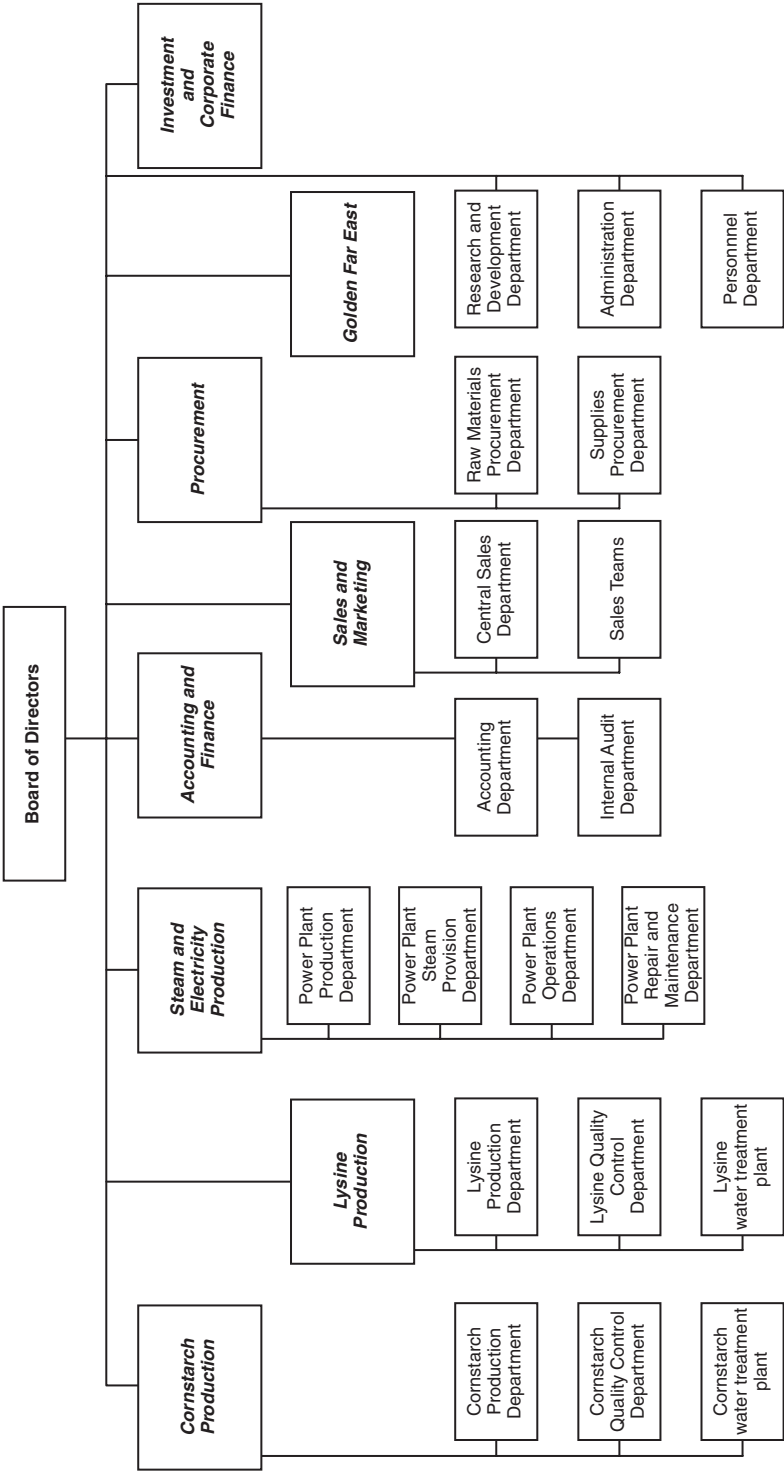 Board of Directors
Cornstarch
Production
Lysine
Production
Steam and
Electricity
Production
Accounting and
Finance
Sales and
Marketing
Procurement
Golden Far East
Investment
and
Corporate
Finance
Cornstarch
Production
Department
Cornstarch
Quality Control
Department
Cornstarch
water treatment
plant
Lysine
Production
Department
Lysine Quality
Control
Department
Lysine
water treatment
plant
Power Plant
Production
Department
Power Plant
Steam
Provision
Department
Power Plant
Operations
Department
Power Plant
Repair and
Maintenance
Department
Accounting
Department
Internal Audit
Department
Central Sales
Department
Sales Teams
Raw Materials
Procurement
Department
Supplies
Procurement
Department
Research and
Development
Department
Administration
Department
Personnnel
Department